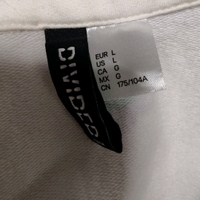 DIVIDED
EUR L
US L
CA G
MX G
CN 175/104A